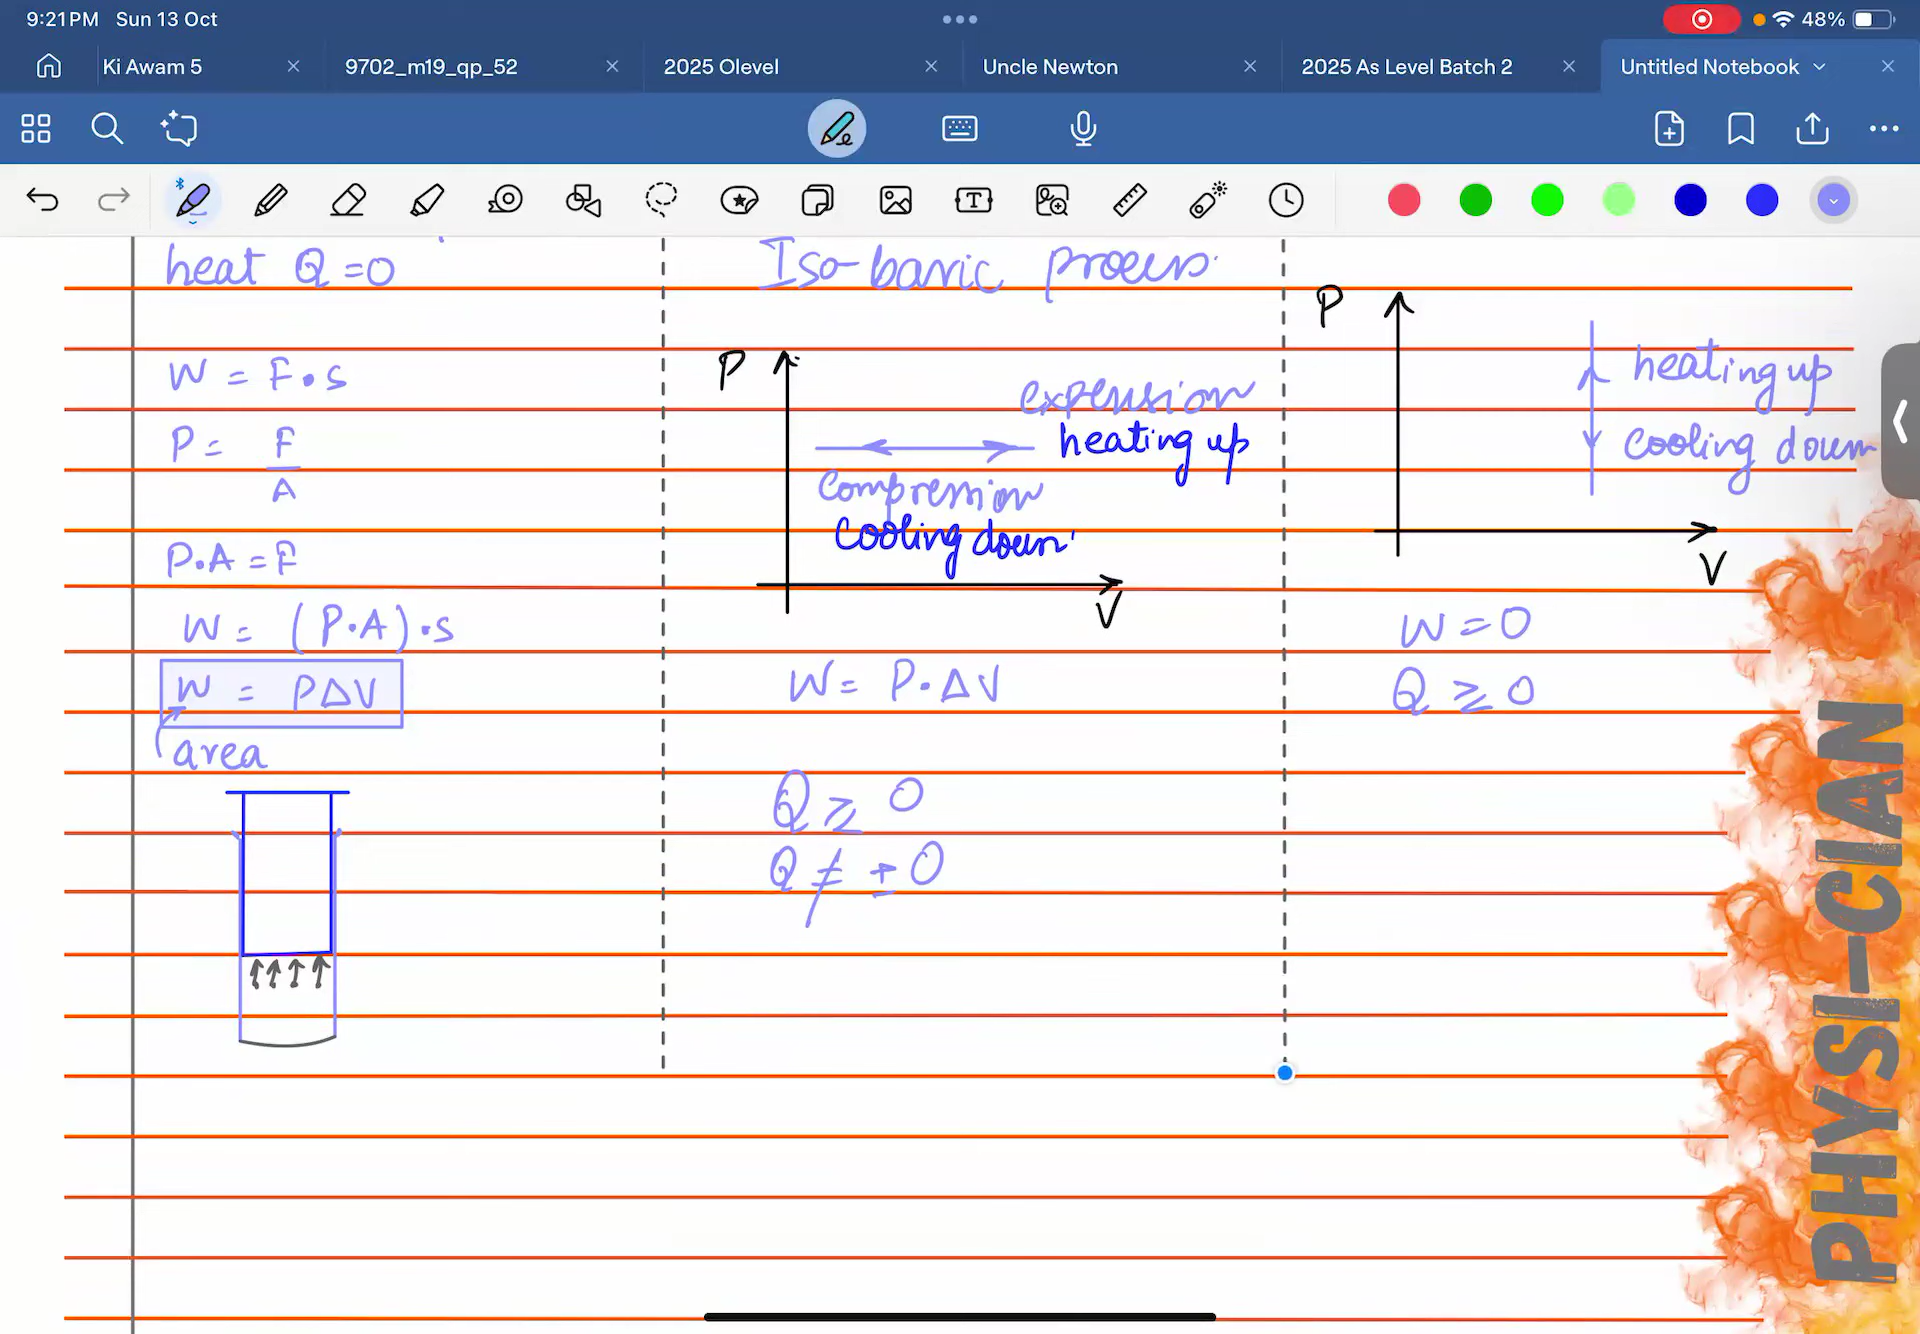 9:21 PM Sun 13 Oct
48%
Ki Awam 5
9702_m19_qp_52
2025 Olevel
Uncle Newton
2025 As Level Batch 2
Untitled Notebook
heat Q = 0
W = F • s
P = F
A
P.A = F
W = (P.A) • s
W = PΔV
area
Iso-baric process
P
expension
heating up
compression
cooling down
V
W = P. ΔV
Q ≥ 0
Q ≠ ± 0
P
heating up
cooling down
V
W = 0
Q ≥ 0
PHYSI-CIAN